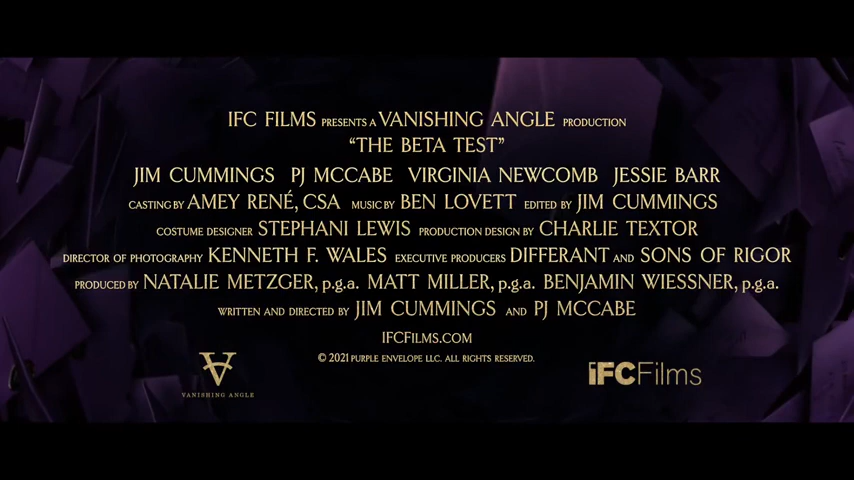 IFC FILMS PRESENTS A VANISHING ANGLE PRODUCTION
“THE BETA TEST”
JIM CUMMINGS PJ MCCABE VIRGINIA NEWCOMB JESSIE BARR
CASTING BY AMEY RENÉ, CSA MUSIC BY BEN LOVETT EDITED BY JIM CUMMINGS
COSTUME DESIGNER STEPHANI LEWIS PRODUCTION DESIGN BY CHARLIE TEXTOR
DIRECTOR OF PHOTOGRAPHY KENNETH F. WALES EXECUTIVE PRODUCERS DIFFERANT AND SONS OF RIGOR
PRODUCED BY NATALIE METZGER, p.g.a. MATT MILLER, p.g.a. BENJAMIN WIESSNER, p.g.a.
WRITTEN AND DIRECTED BY JIM CUMMINGS AND PJ MCCABE
IFCFILMS.COM
© 2021 PURPLE ENVELOPE LLC. ALL RIGHTS RESERVED.
VANISHING ANGLE
IFC Films